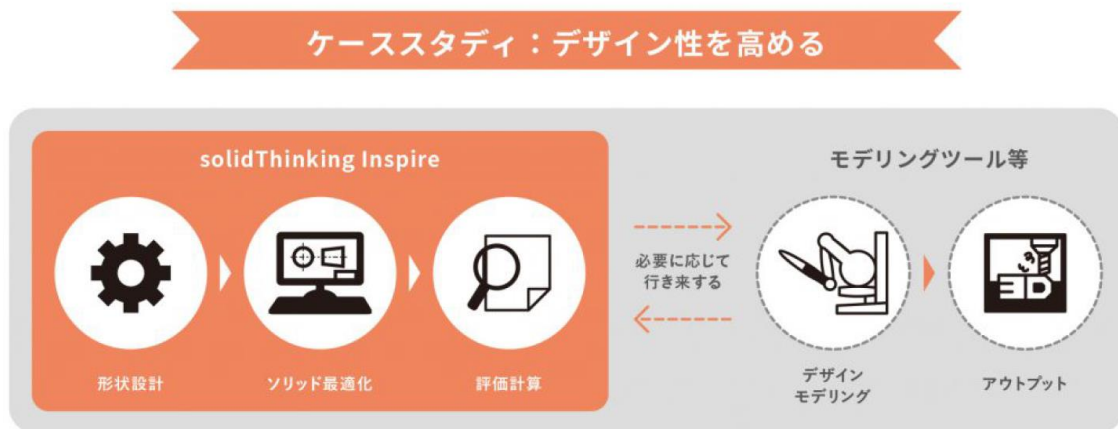 ケーススタディ：デザイン性を高める
solidThinking Inspire
モデリングツール等
必要に応じて
行き来する
3D
形状設計
ソリッド最適化
評価計算
デザイン
モデリング
アウトプット